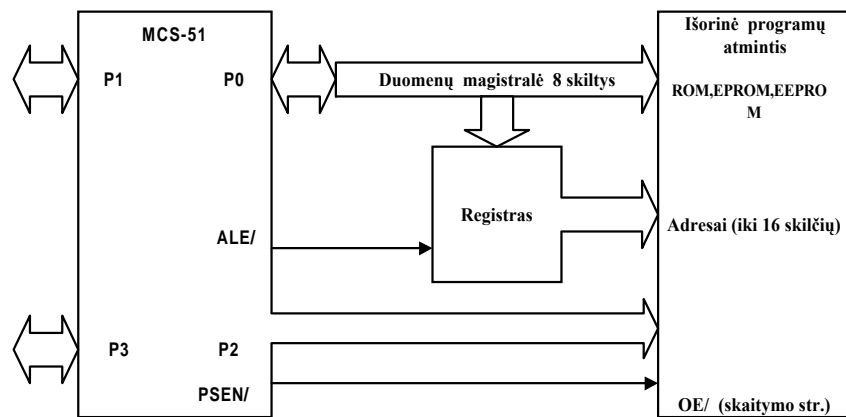 MCS-51
P1
P0
ALE/
P3
P2
PSEN/
Duomenų magistralė 8 skiltys
Registras
Išorinė programų
atmintis
ROM,EPROM,EEPRO
M
Adresai (iki 16 skilčių)
OE/ (skaitymo str.)